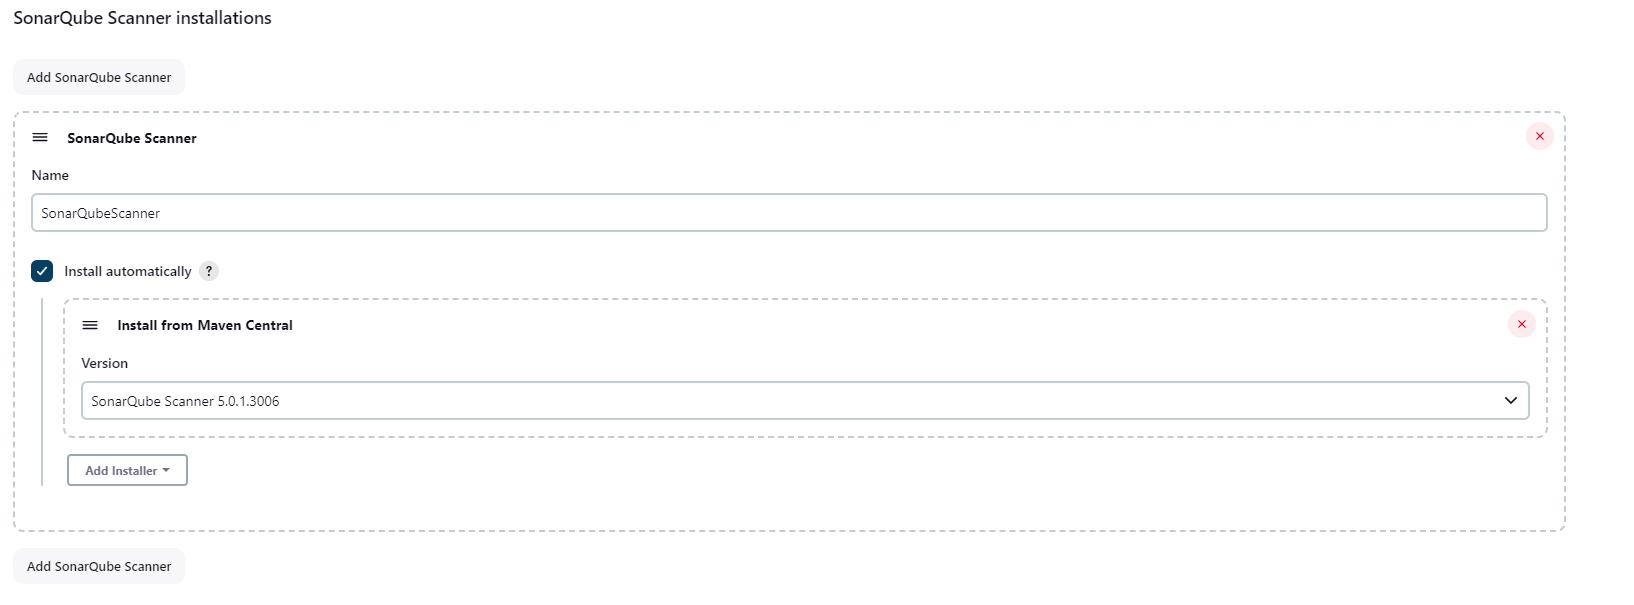 SonarQube Scanner installations
Add SonarQube Scanner
SonarQube Scanner
Name
SonarQubeScanner
Install automatically ?
Install from Maven Central
Version
SonarQube Scanner 5.0.1.3006
Add Installer
Add SonarQube Scanner